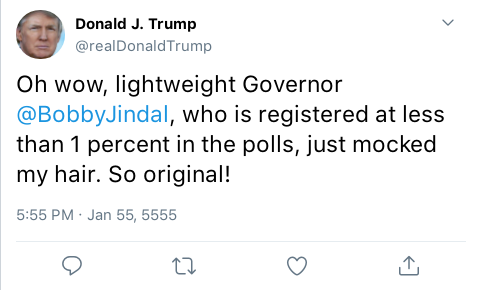 Donald J. Trump
@realDonaldTrump
Oh wow, lightweight Governor
@BobbyJindal, who is registered at less
than 1 percent in the polls, just mocked
my hair. So original!
5:55 PM · Jan 55, 5555